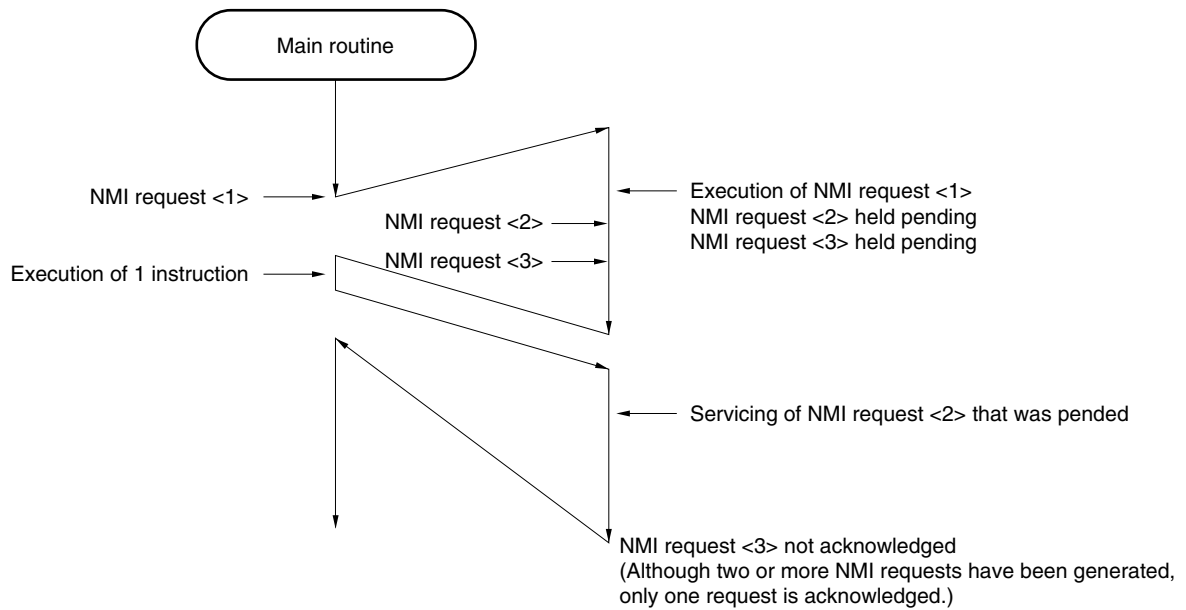 Main routine
NMI request <1>
Execution of NMI request <1>
NMI request <2> held pending
NMI request <3> held pending
NMI request <2>
NMI request <3>
Execution of 1 instruction
Servicing of NMI request <2> that was pended
NMI request <3> not acknowledged
(Although two or more NMI requests have been generated,
only one request is acknowledged.)